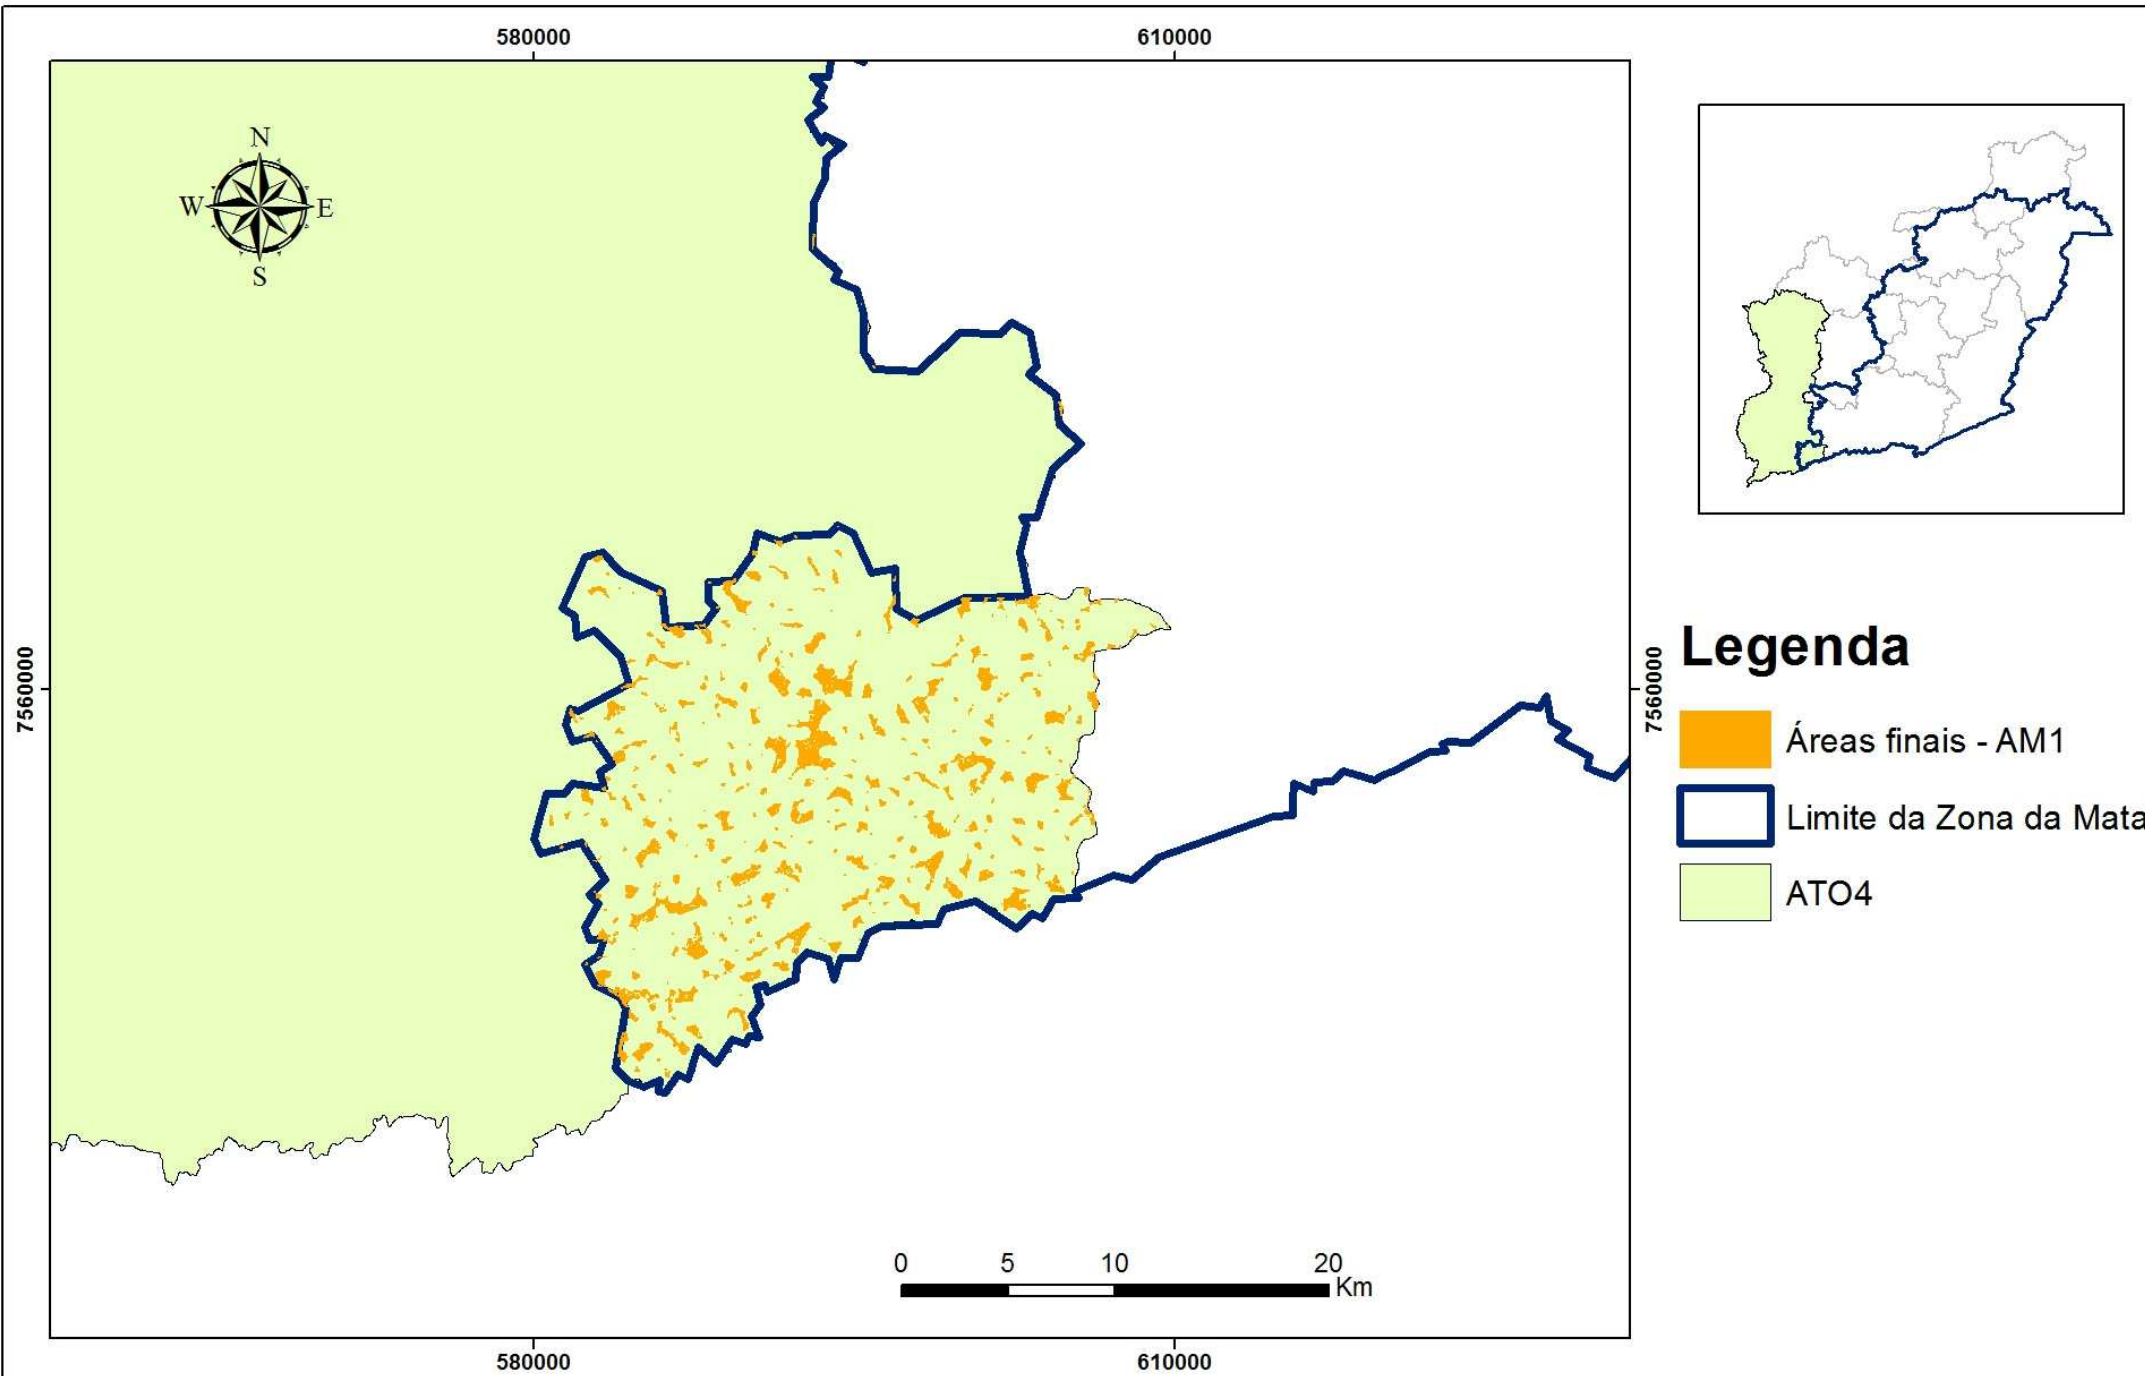 580000
610000
N
W
E
S
7560000
7560000
Legenda
Áreas finais - AM1
Limite da Zona da Mata
ATO4
0 5 10 20
Km
580000
610000